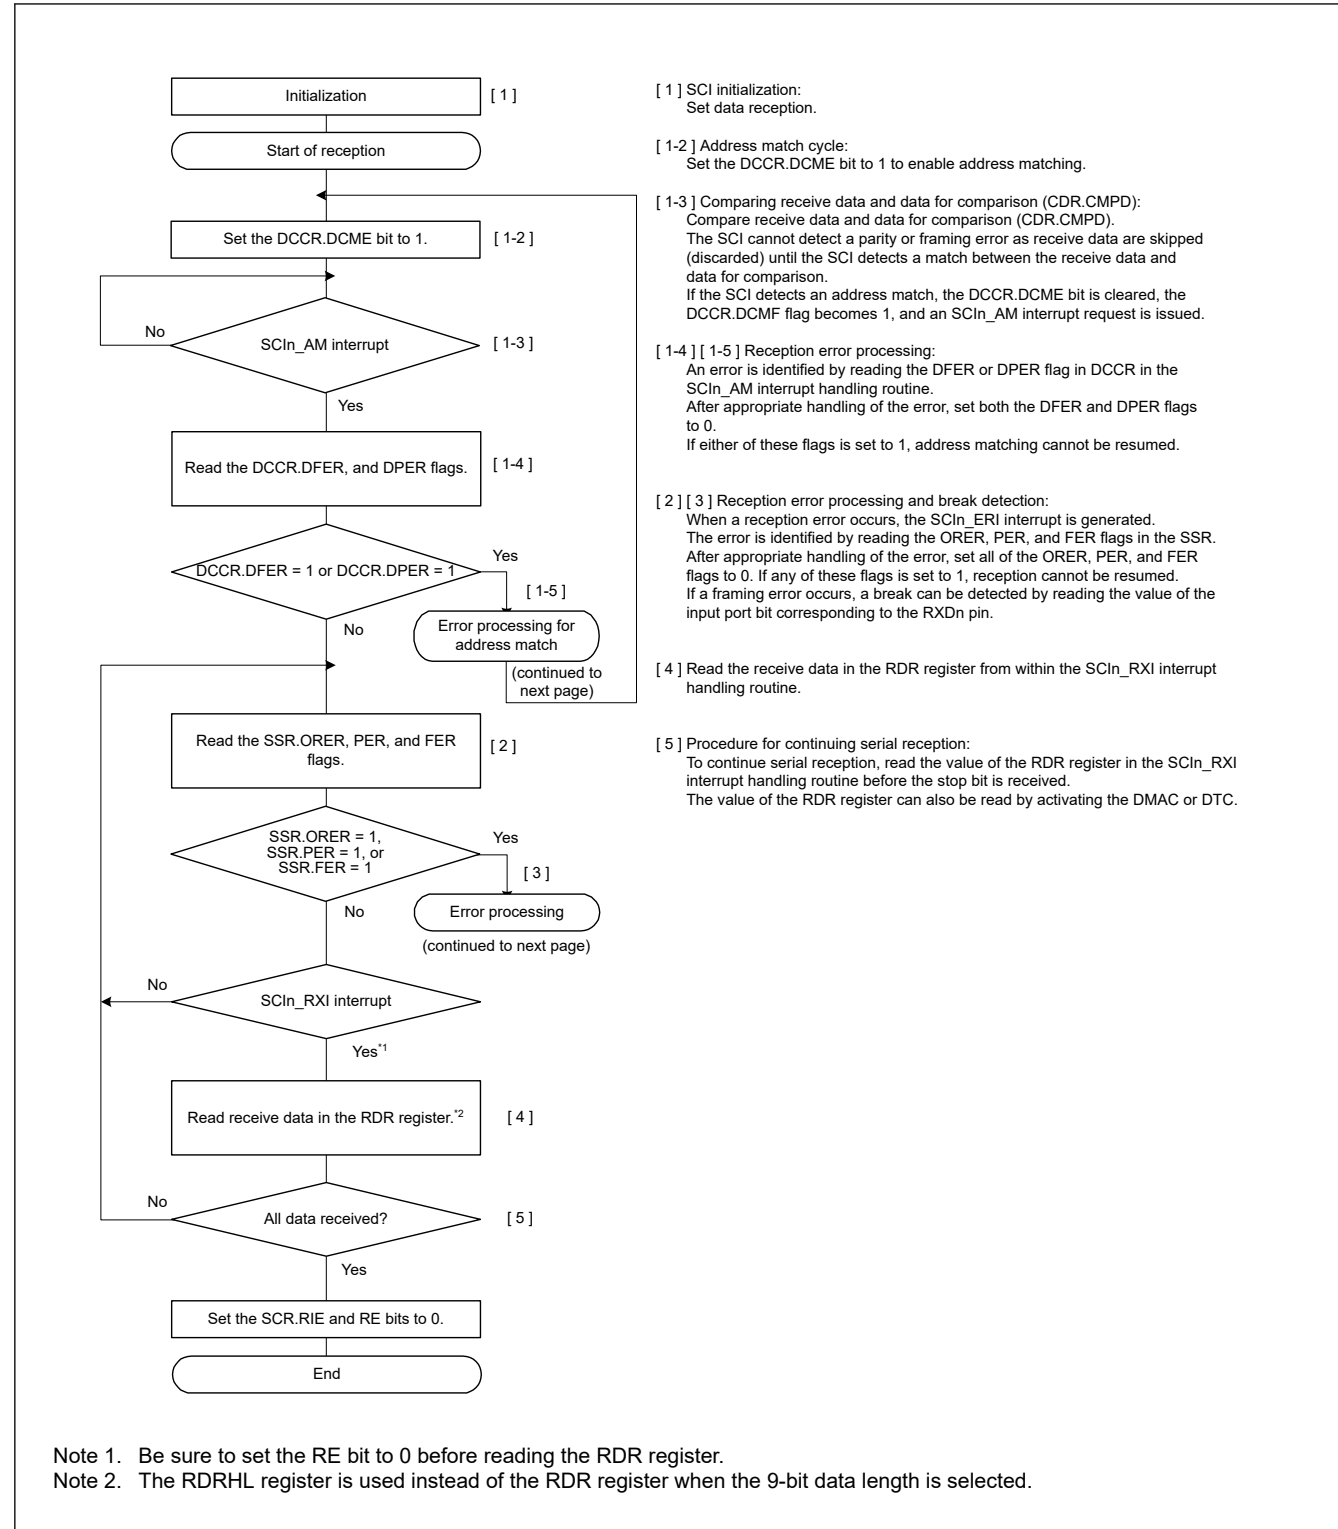 Initialization
[ 1 ]
Start of reception
Set the DCCR.DCME bit to 1.
[ 1-2 ]
No
SCIn_AM interrupt
[ 1-3 ]
Yes
Read the DCCR.DFER, and DPER flags.
[ 1-4 ]
DCCR.DFER = 1 or DCCR.DPER = 1
Yes
[ 1-5 ]
Error processing for
address match
(continued to
next page)
No
Read the SSR.ORER, PER, and FER
flags.
[ 2 ]
SSR.ORER = 1,
SSR.PER = 1, or
SSR.FER = 1
Yes
[ 3 ]
Error processing
(continued to next page)
No
No
SCIn_RXI interrupt
Yes*1
Read receive data in the RDR register.*2
[ 4 ]
No
All data received?
[ 5 ]
Yes
Set the SCR.RIE and RE bits to 0.
End
[ 1 ] SCI initialization:
Set data reception.
[ 1-2 ] Address match cycle:
Set the DCCR.DCME bit to 1 to enable address matching.
[ 1-3 ] Comparing receive data and data for comparison (CDR.CMPD):
Compare receive data and data for comparison (CDR.CMPD).
The SCI cannot detect a parity or framing error as receive data are skipped
(discarded) until the SCI detects a match between the receive data and
data for comparison.
If the SCI detects an address match, the DCCR.DCME bit is cleared, the
DCCR.DCMF flag becomes 1, and an SCIn_AM interrupt request is issued.
[ 1-4 ] [ 1-5 ] Reception error processing:
An error is identified by reading the DFER or DPER flag in DCCR in the
SCIn_AM interrupt handling routine.
After appropriate handling of the error, set both the DFER and DPER flags
to 0.
If either of these flags is set to 1, address matching cannot be resumed.
[ 2 ] [ 3 ] Reception error processing and break detection:
When a reception error occurs, the SCIn_ERI interrupt is generated.
The error is identified by reading the ORER, PER, and FER flags in the SSR.
After appropriate handling of the error, set all of the ORER, PER, and FER
flags to 0. If any of these flags is set to 1, reception cannot be resumed.
If a framing error occurs, a break can be detected by reading the value of the
input port bit corresponding to the RXDn pin.
[ 4 ] Read the receive data in the RDR register from within the SCIn_RXI interrupt
handling routine.
[ 5 ] Procedure for continuing serial reception:
To continue serial reception, read the value of the RDR register in the SCIn_RXI
interrupt handling routine before the stop bit is received.
The value of the RDR register can also be read by activating the DMAC or DTC.
Note 1. Be sure to set the RE bit to 0 before reading the RDR register.
Note 2. The RDRHL register is used instead of the RDR register when the 9-bit data length is selected.